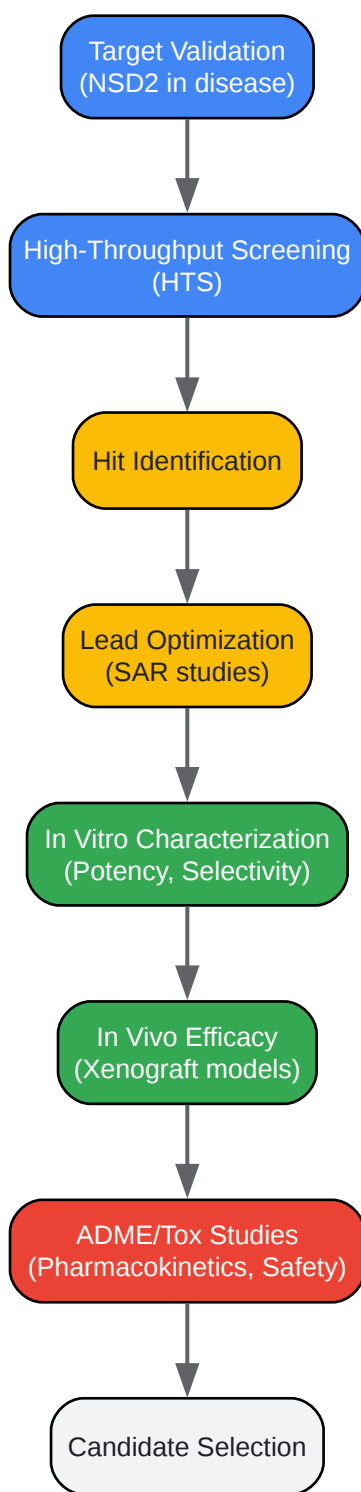 Target Validation
(NSD2 in disease)
High-Throughput Screening
(HTS)
Hit Identification
Lead Optimization
(SAR studies)
In Vitro Characterization
(Potency, Selectivity)
In Vivo Efficacy
(Xenograft models)
ADME/Tox Studies
(Pharmacokinetics, Safety)
Candidate Selection